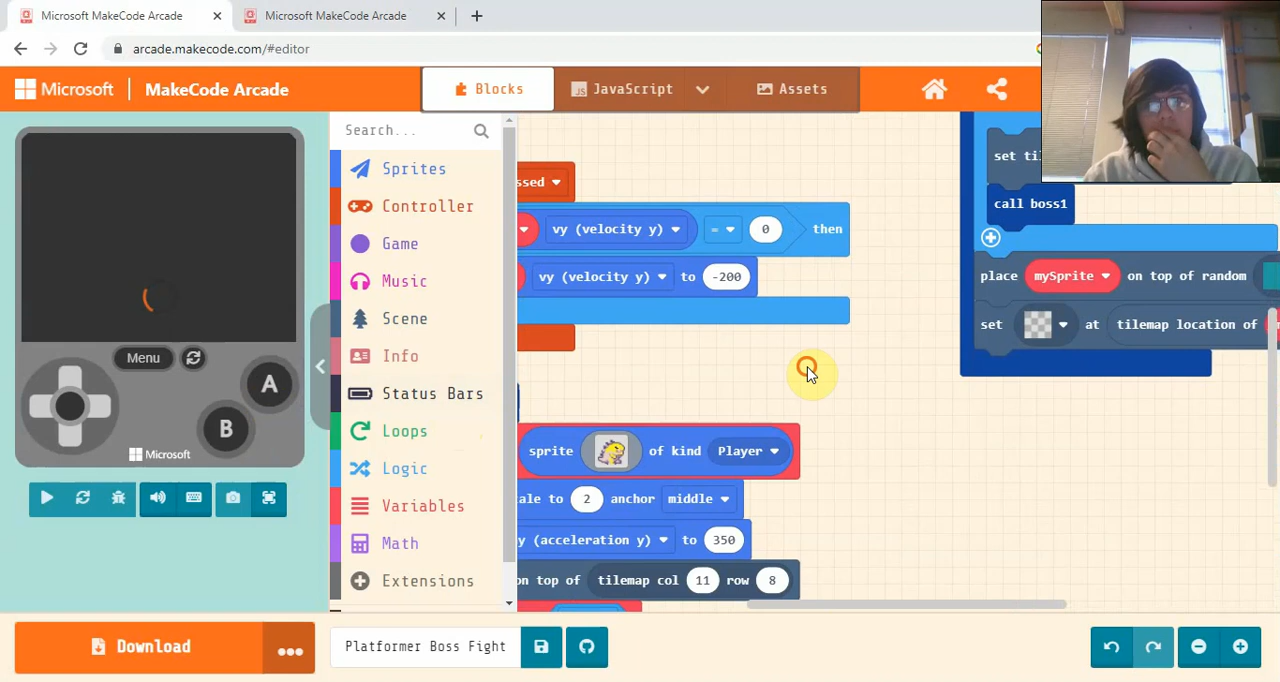 Microsoft MakeCode Arcade
Microsoft MakeCode Arcade
arcade.makecode.com/#editor
Microsoft
MakeCode Arcade
Blocks
JavaScript
Assets
Search...
Sprites
Controller
Game
Music
Scene
Info
Status Bars
Loops
Logic
Variables
Math
Extensions
Menu
A
B
Microsoft
ssed
vy (velocity y) = 0 then
vy (velocity y) to -200
sprite of kind Player
cale to 2 anchor middle
y (acceleration y) to 350
on top of tilemap col 11 row 8
set til
call boss1
place mySprite on top of random
set at tilemap location of
Download
Platformer Boss Fight